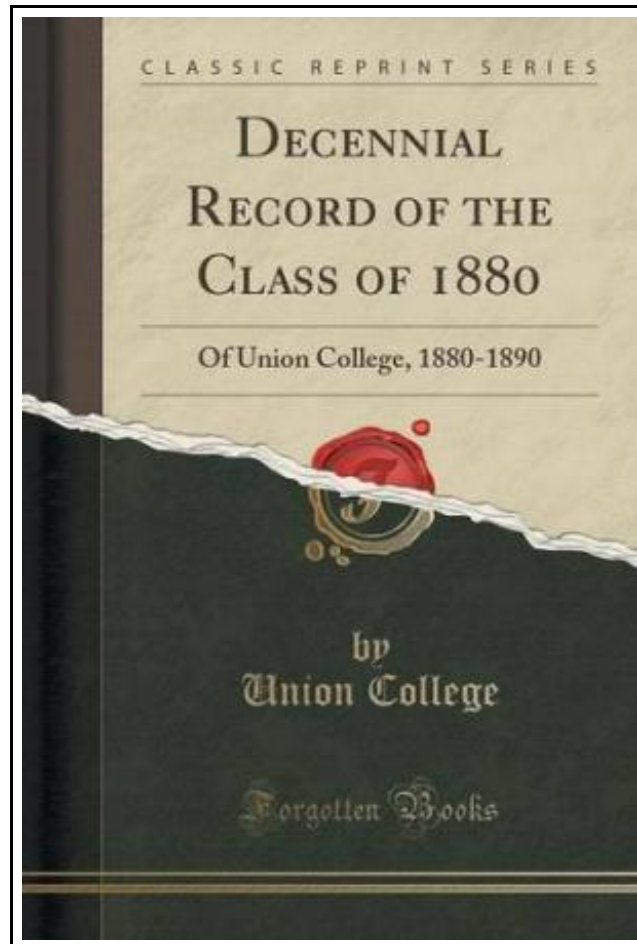 CLASSIC REPRINT SERIES
DECENNIAL
RECORD OF THE
CLASS OF 1880
Of Union College, 1880-1890
F
by
Union College
Forgotten Books